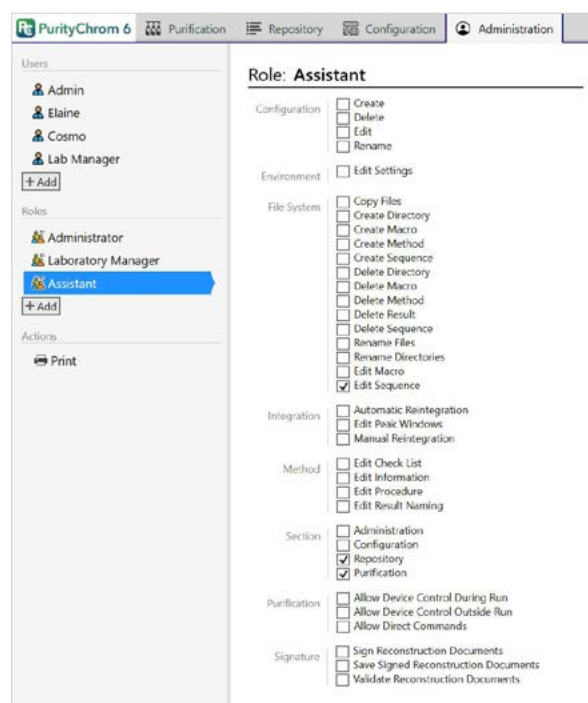 PurityChrom 6 Purification Repository Configuration Administration
Users
Admin
Elaine
Cosmo
Lab Manager
+ Add
Roles
Administrator
Laboratory Manager
Assistant
+ Add
Actions
Print
Role: Assistant
Configuration
Create
Delete
Edit
Rename
Environment
Edit Settings
File System
Copy Files
Create Directory
Create Macro
Create Method
Create Sequence
Delete Directory
Delete Macro
Delete Method
Delete Result
Delete Sequence
Rename Files
Rename Directories
Edit Macro
Edit Sequence
Integration
Automatic Reintegration
Edit Peak Windows
Manual Reintegration
Method
Edit Check List
Edit Information
Edit Procedure
Edit Result Naming
Section
Administration
Configuration
Repository
Purification
Purification
Allow Device Control During Run
Allow Device Control Outside Run
Allow Direct Commands
Signature
Sign Reconstruction Documents
Save Signed Reconstruction Documents
Validate Reconstruction Documents